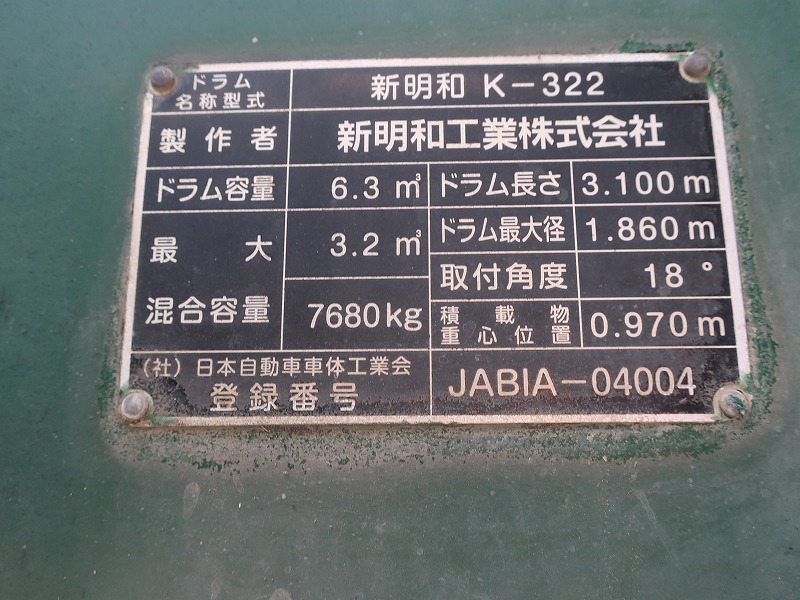 ドラム
名称型式
新明和 K-322
製作者
新明和工業株式会社
ドラム容量
6.3 m³
ドラム長さ
3.100 m
最大
3.2 m³
ドラム最大径
1.860 m
取付角度
18°
混合容量
7680kg
積載物
重心位置
0.970 m
(社)日本自動車車体工業会
登録番号
JABIA-04004